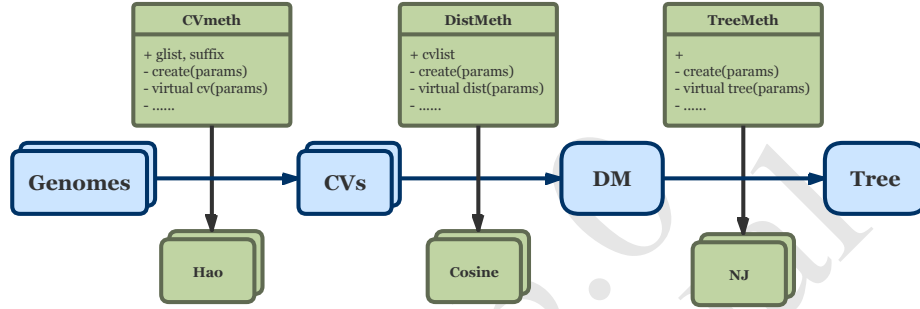 CVmeth
+ glist, suffix
- create(params)
- virtual cv(params)
- ......
DistMeth
+ cvlist
- create(params)
- virtual dist(params)
- ......
TreeMeth
+
- create(params)
- virtual tree(params)
- ......
Genomes
CVs
DM
Tree
Hao
Cosine
NJ